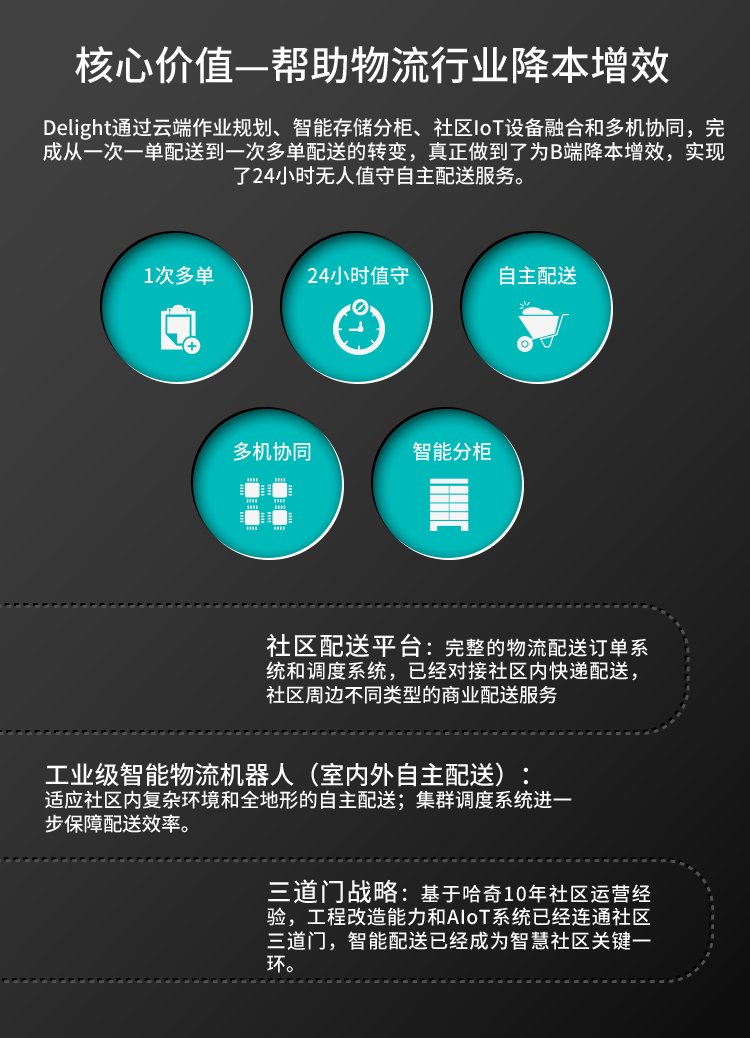 核心价值—帮助物流行业降本增效
Delight通过云端作业规划、智能存储分柜、社区IoT设备融合和多机协同，完
成从一次一单配送到一次多单配送的转变，真正做到了为B端降本增效，实现
了24小时无人值守自主配送服务。
1次多单
24小时值守
自主配送
多机协同
智能分柜
社区配送平台：完整的物流配送订单系
统和调度系统，已经对接社区内快递配送，
社区周边不同类型的商业配送服务
工业级智能物流机器人（室内外自主配送）：
适应社区内复杂环境和全地形的自主配送；集群调度系统进一
步保障配送效率。
三道门战略：基于哈奇10年社区运营经
验，工程改造能力和AIoT系统已经连通社区
三道门，智能配送已经成为智慧社区关键一
环。